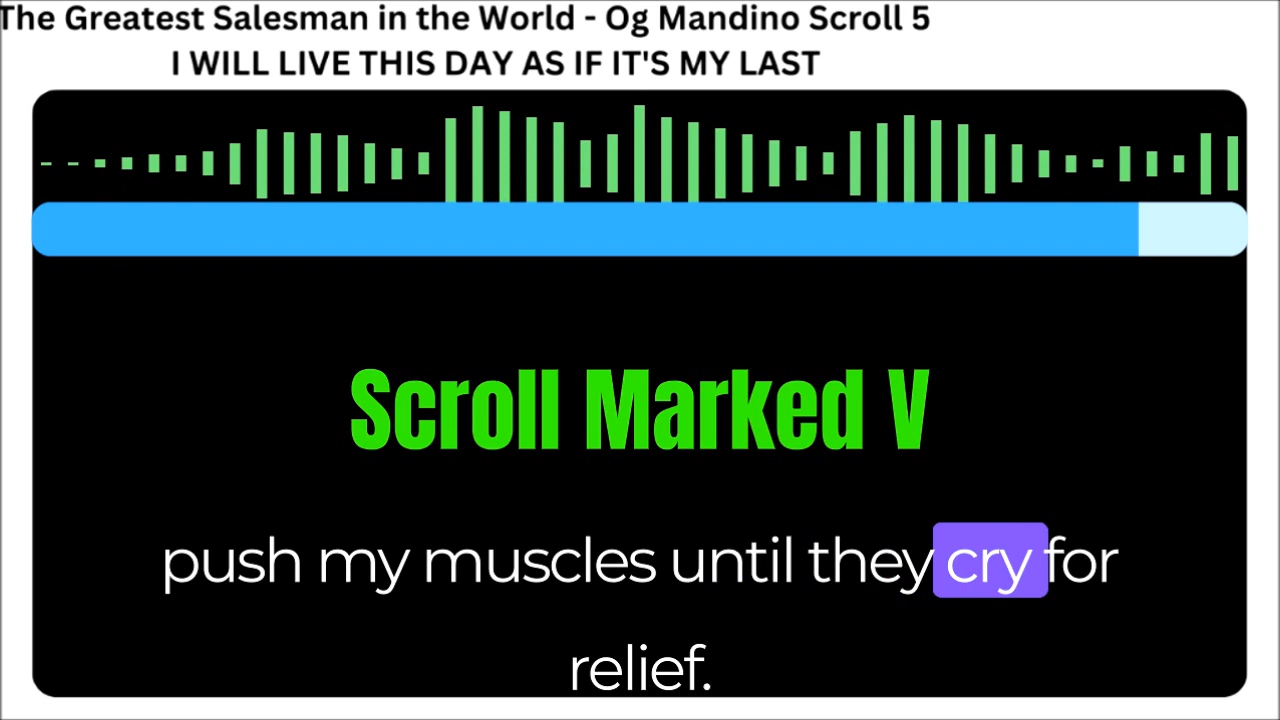 The Greatest Salesman in the World - Og Mandino Scroll 5
I WILL LIVE THIS DAY AS IF IT'S MY LAST
Scroll Marked V
push my muscles until they cry for
relief.